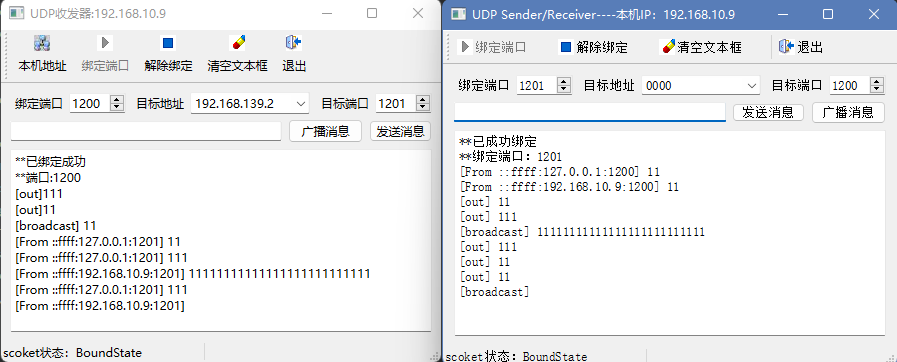 UDP收发器:192.168.10.9
本机地址 绑定端口 解除绑定 清空文本框 退出
绑定端口 1200 目标地址 192.168.139.2 目标端口 1201
广播消息 发送消息
**已绑定成功
**端口:1200
[out]111
[out]11
[broadcast] 11
[From ::ffff:127.0.0.1:1201] 11
[From ::ffff:127.0.0.1:1201] 111
[From ::ffff:192.168.10.9:1201] 11111111111111111111111111
[From ::ffff:127.0.0.1:1201] 111
[From ::ffff:192.168.10.9:1201]
scoket状态：BoundState
UDP Sender/Receiver----本机IP：192.168.10.9
绑定端口 解除绑定 清空文本框 退出
绑定端口 1201 目标地址 0000 目标端口 1200
发送消息 广播消息
**已成功绑定
**绑定端口：1201
[From ::ffff:127.0.0.1:1200] 11
[From ::ffff:192.168.10.9:1200] 11
[out] 11
[out] 111
[broadcast] 11111111111111111111111111
[out] 111
[out] 11
[out] 11
[broadcast]
scoket状态：BoundState